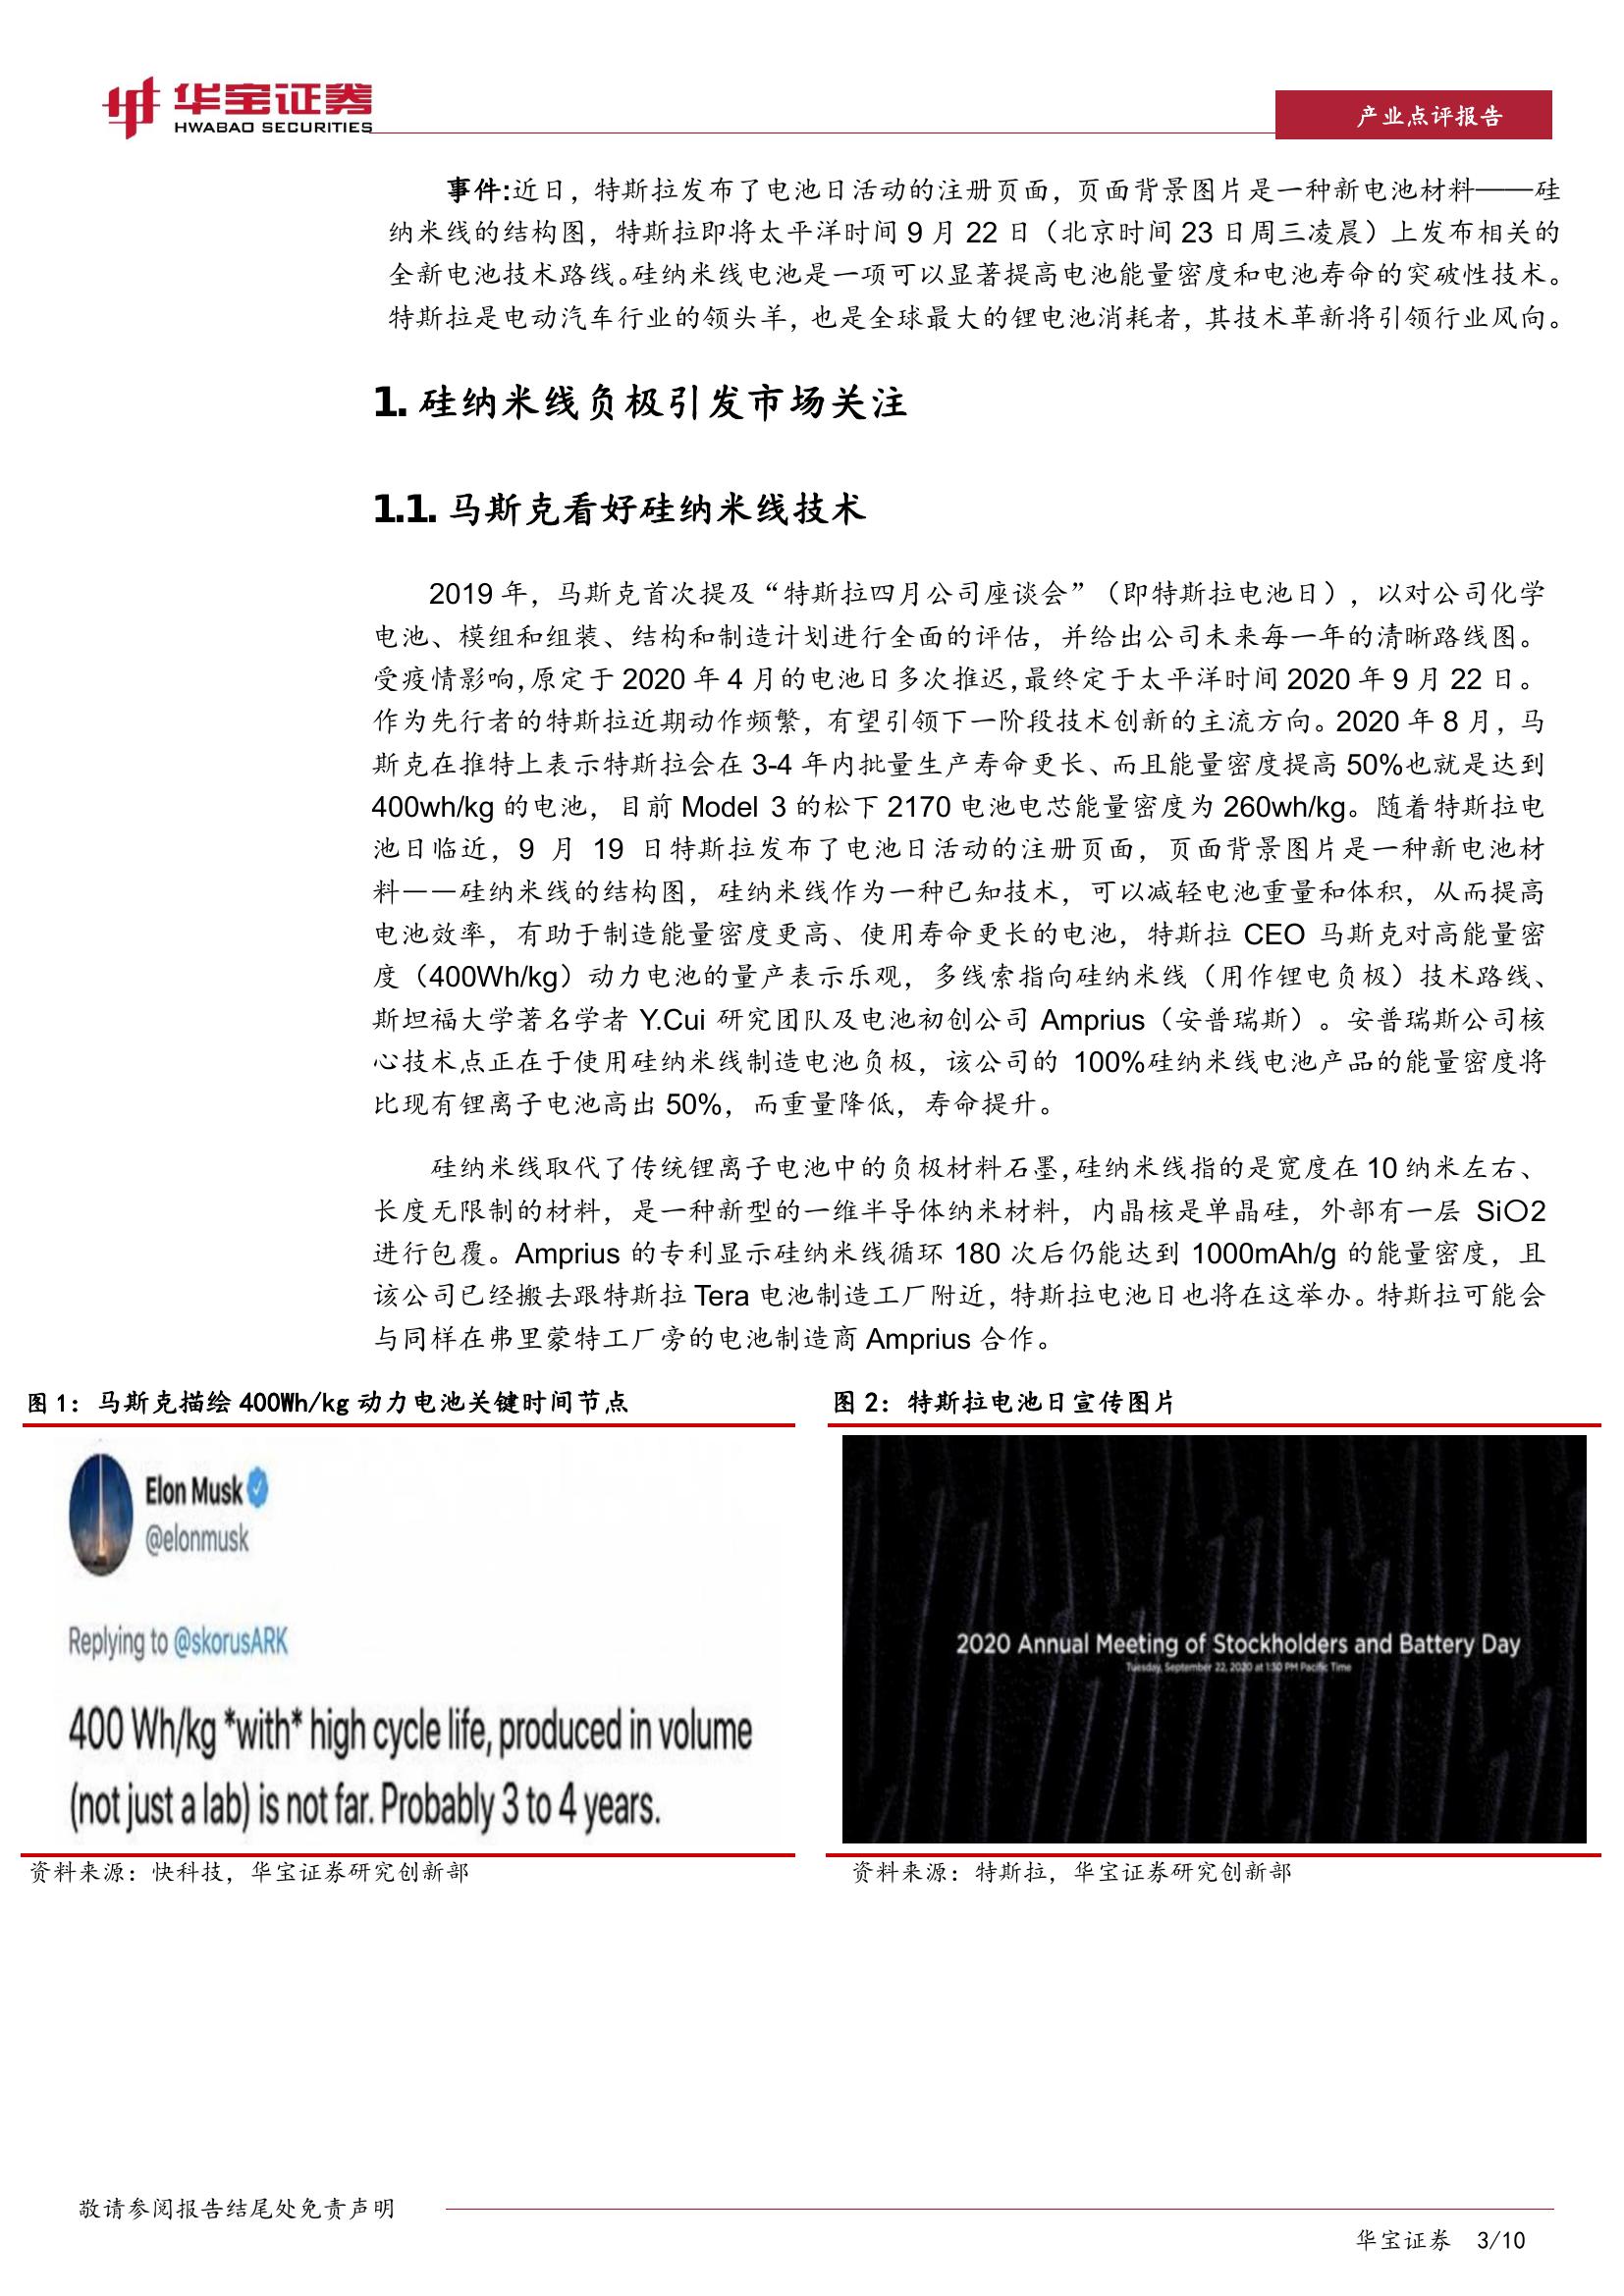 华宝证券
HWABAO SECURITIES
产业点评报告
事件:近日，特斯拉发布了电池日活动的注册页面，页面背景图片是一种新电池材料——硅
纳米线的结构图，特斯拉即将太平洋时间 9 月 22 日（北京时间 23 日周三凌晨）上发布相关的
全新电池技术路线。硅纳米线电池是一项可以显著提高电池能量密度和电池寿命的突破性技术。
特斯拉是电动汽车行业的领头羊，也是全球最大的锂电池消耗者，其技术革新将引领行业风向。
1. 硅纳米线负极引发市场关注
1.1. 马斯克看好硅纳米线技术
2019 年，马斯克首次提及“特斯拉四月公司座谈会”（即特斯拉电池日），以对公司化学
电池、模组和组装、结构和制造计划进行全面的评估，并给出公司未来每一年的清晰路线图。
受疫情影响，原定于 2020 年 4 月的电池日多次推迟，最终定于太平洋时间 2020 年 9 月 22 日。
作为先行者的特斯拉近期动作频繁，有望引领下一阶段技术创新的主流方向。2020 年 8 月，马
斯克在推特上表示特斯拉会在 3-4 年内批量生产寿命更长、而且能量密度提高 50%也就是达到
400wh/kg 的电池，目前 Model 3 的松下 2170 电池电芯能量密度为 260wh/kg。随着特斯拉电
池日临近，9 月 19 日特斯拉发布了电池日活动的注册页面，页面背景图片是一种新电池材
料——硅纳米线的结构图，硅纳米线作为一种已知技术，可以减轻电池重量和体积，从而提高
电池效率，有助于制造能量密度更高、使用寿命更长的电池，特斯拉 CEO 马斯克对高能量密
度（400Wh/kg）动力电池的量产表示乐观，多线索指向硅纳米线（用作锂电负极）技术路线、
斯坦福大学著名学者 Y.Cui 研究团队及电池初创公司 Amprius（安普瑞斯）。安普瑞斯公司核
心技术点正在于使用硅纳米线制造电池负极，该公司的 100%硅纳米线电池产品的能量密度将
比现有锂离子电池高出 50%，而重量降低，寿命提升。
硅纳米线取代了传统锂离子电池中的负极材料石墨，硅纳米线指的是宽度在 10 纳米左右、
长度无限制的材料，是一种新型的一维半导体纳米材料，内晶核是单晶硅，外部有一层 SiO2
进行包覆。Amprius 的专利显示硅纳米线循环 180 次后仍能达到 1000mAh/g 的能量密度，且
该公司已经搬去跟特斯拉 Tera 电池制造工厂附近，特斯拉电池日也将在这举办。特斯拉可能会
与同样在弗里蒙特工厂旁的电池制造商 Amprius 合作。
图 1：马斯克描绘 400Wh/kg 动力电池关键时间节点
Elon Musk
@elonmusk
Replying to @skorusARK
400 Wh/kg *with* high cycle life, produced in volume
(not just a lab) is not far. Probably 3 to 4 years.
资料来源：快科技，华宝证券研究创新部
图 2：特斯拉电池日宣传图片
2020 Annual Meeting of Stockholders and Battery Day
Tuesday, September 22, 2020 at 1:30 PM Pacific Time
资料来源：特斯拉，华宝证券研究创新部
敬请参阅报告结尾处免责声明
华宝证券 3/10